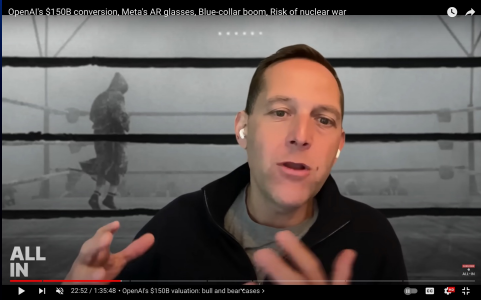 OpenAI's $150B conversion, Meta's AR glasses, Blue-collar boom, Risk of nuclear war
ALL
IN
22:52 / 1:35:48 • OpenAI's $150B valuation: bull and bear cases >
CC